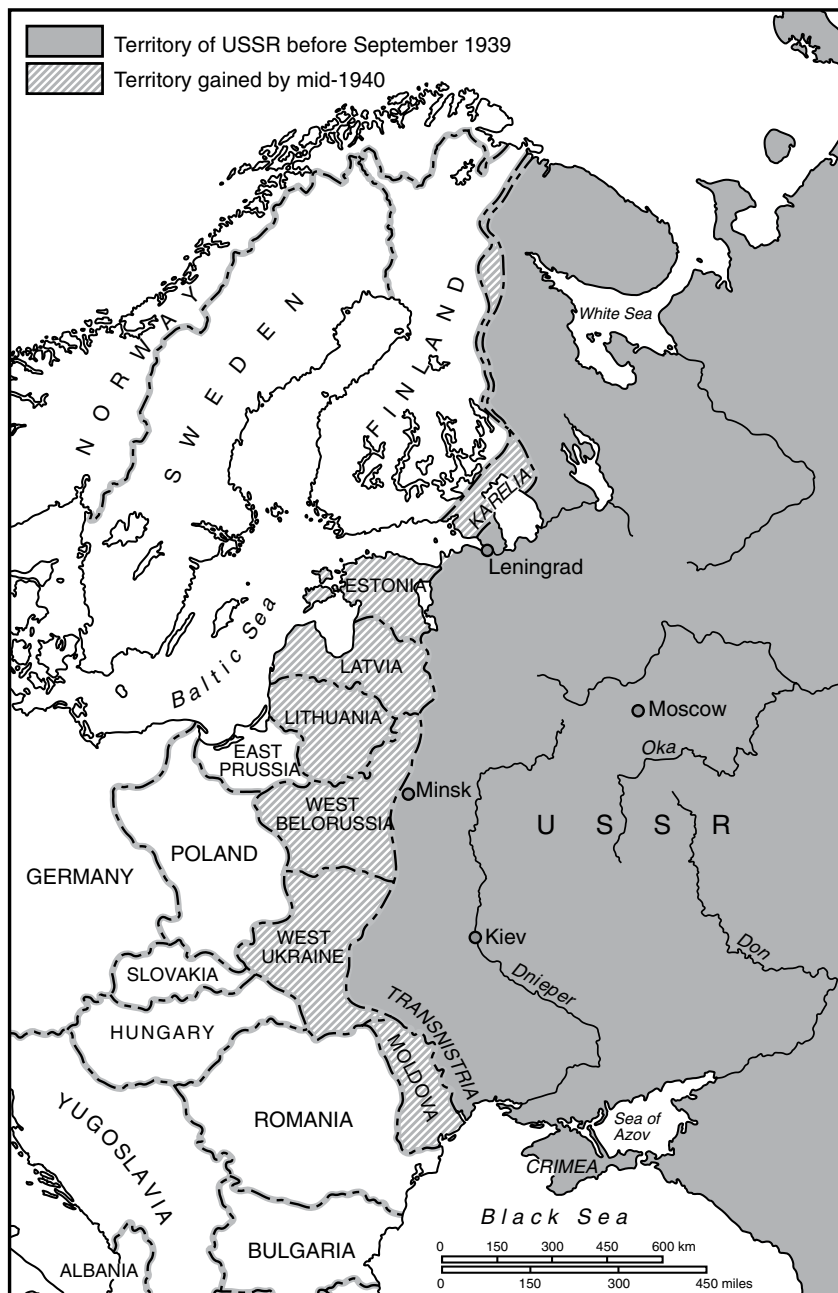 Territory of USSR before September 1939
Territory gained by mid-1940
NORWAY
SWEDEN
FINLAND
White Sea
KARELIA
Leningrad
ESTONIA
Baltic Sea
LATVIA
LITHUANIA
Moscow
EAST
PRUSSIA
Oka
Minsk
WEST
BELORUSSIA
USSR
POLAND
GERMANY
WEST
UKRAINE
Kiev
Don
SLOVAKIA
Dnieper
TRANSNISTRIA
HUNGARY
MOLDOVA
YUGOSLAVIA
ROMANIA
Sea of
Azov
CRIMEA
Black Sea
BULGARIA
ALBANIA
0 150 300 450 600 km
0 150 300 450 miles